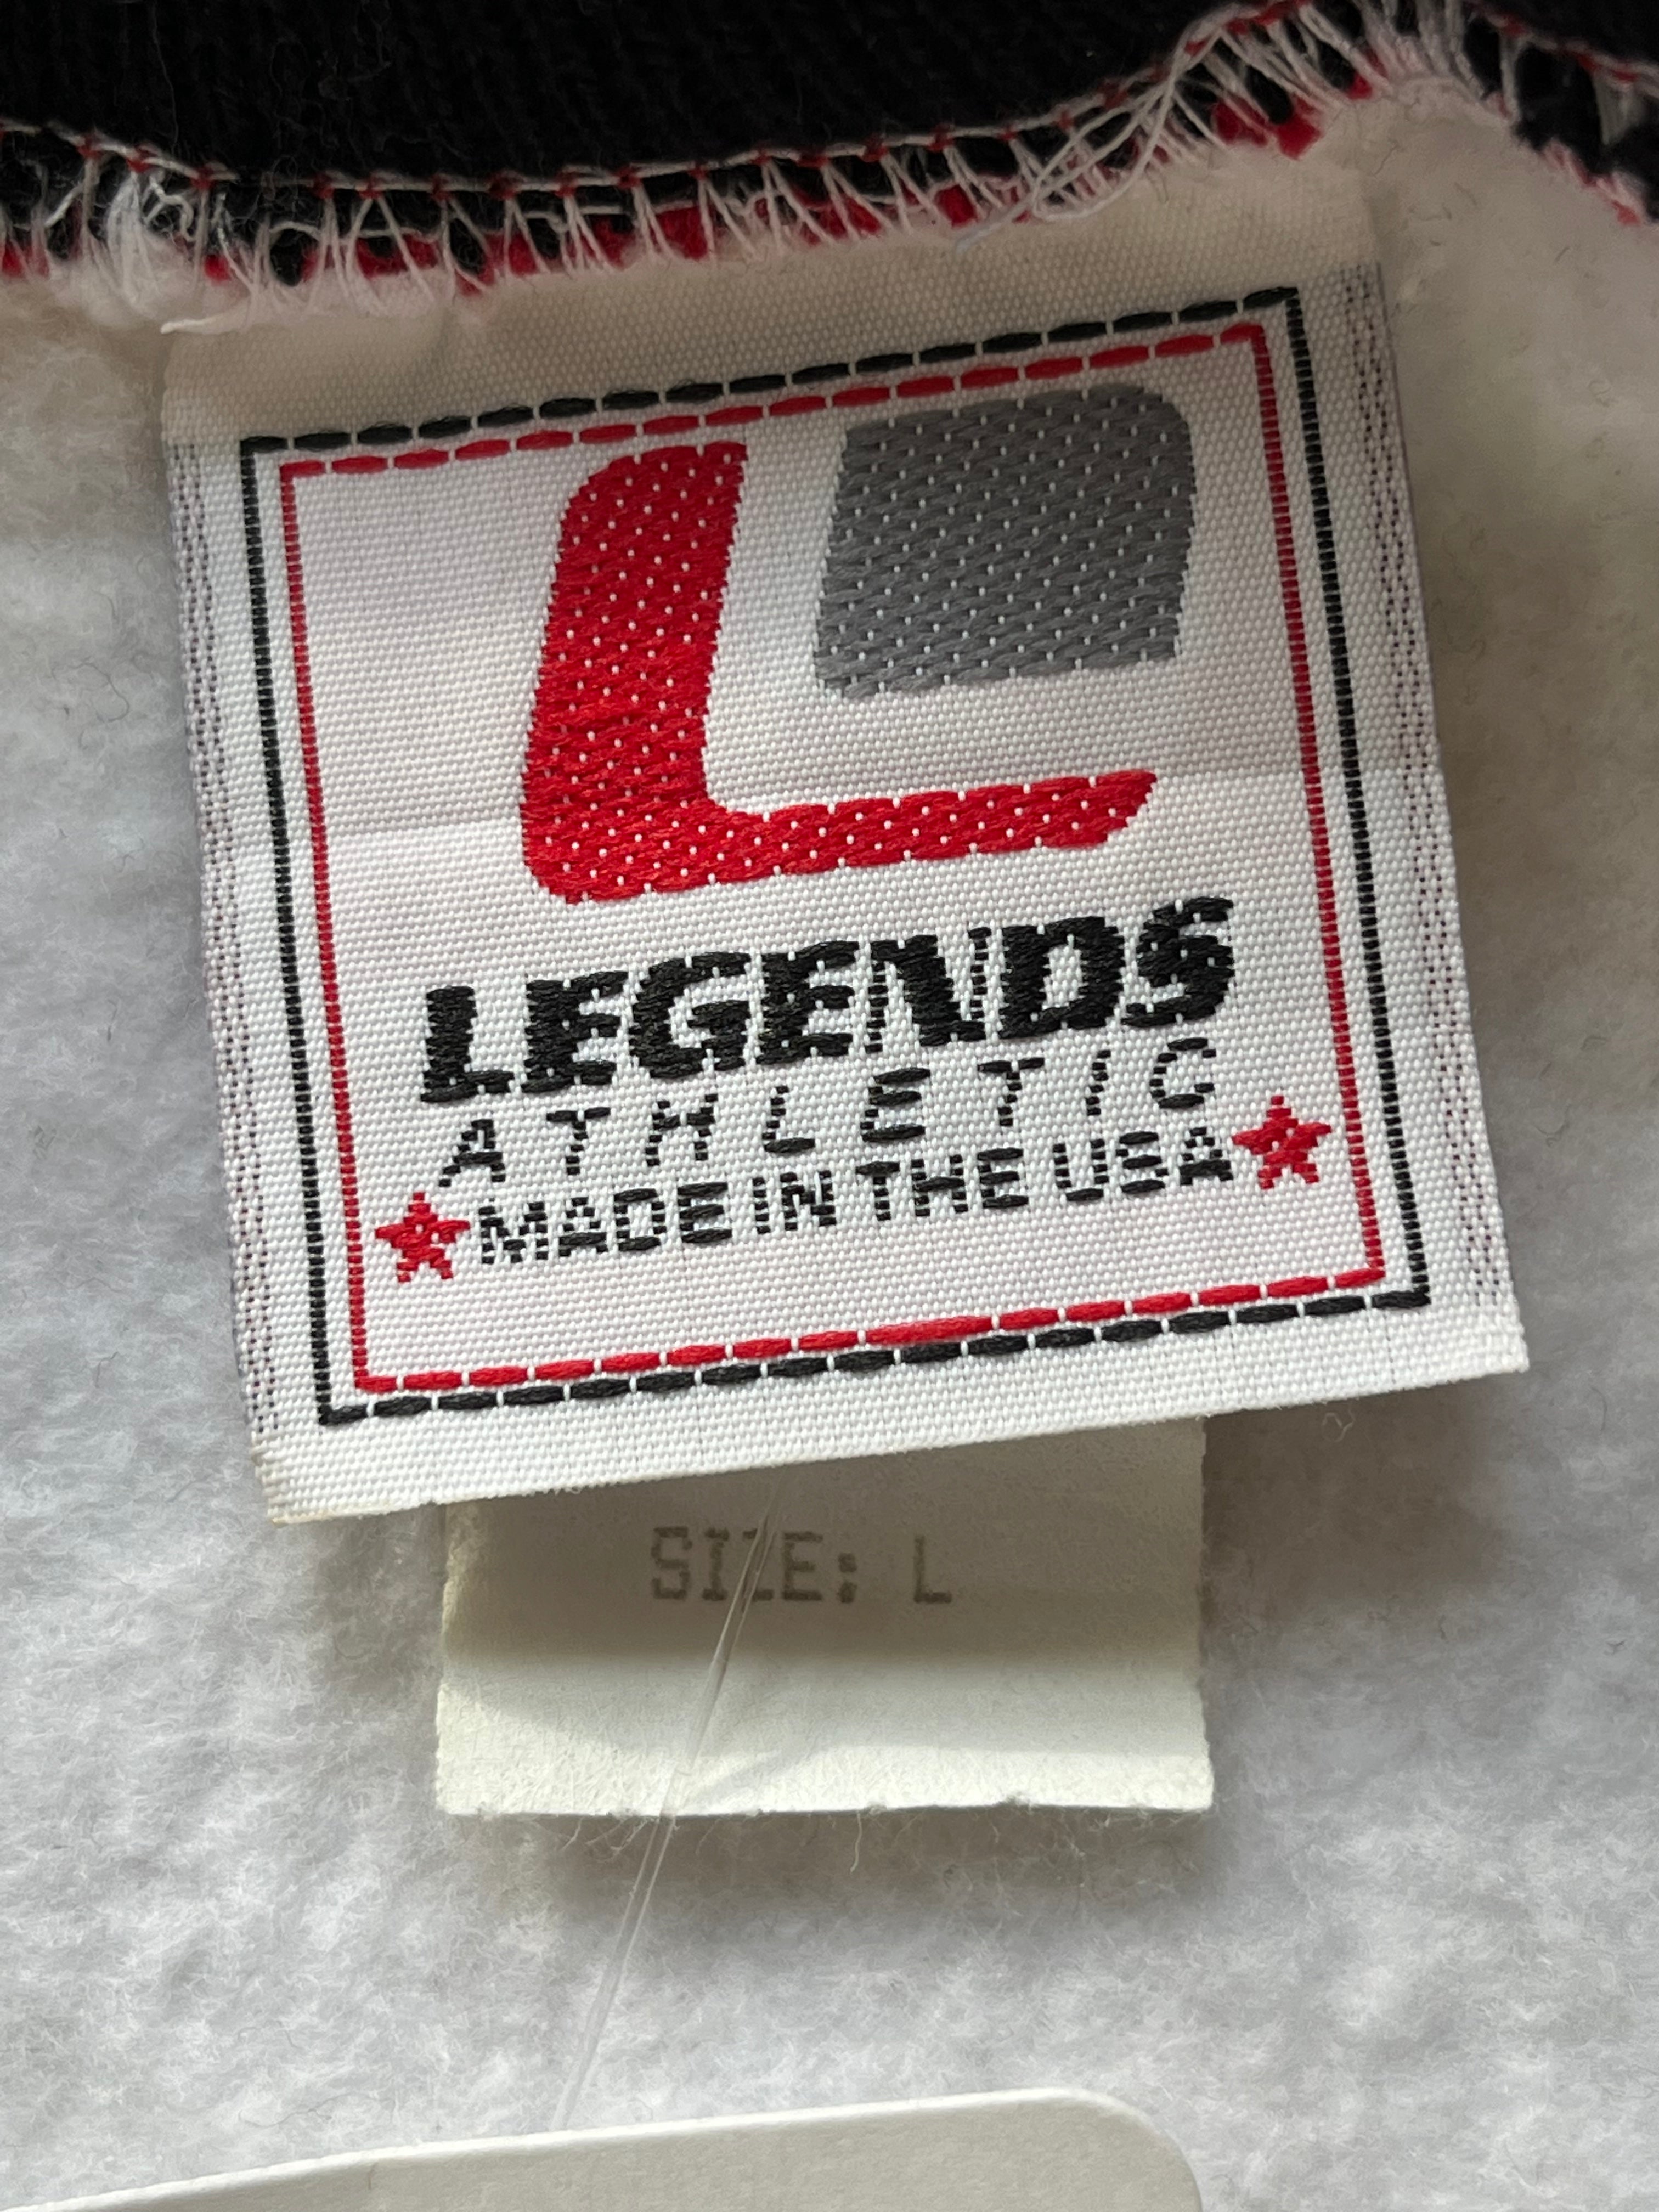 LEGENDS
ATHLETIC
MADE IN THE USA
SIZE: L